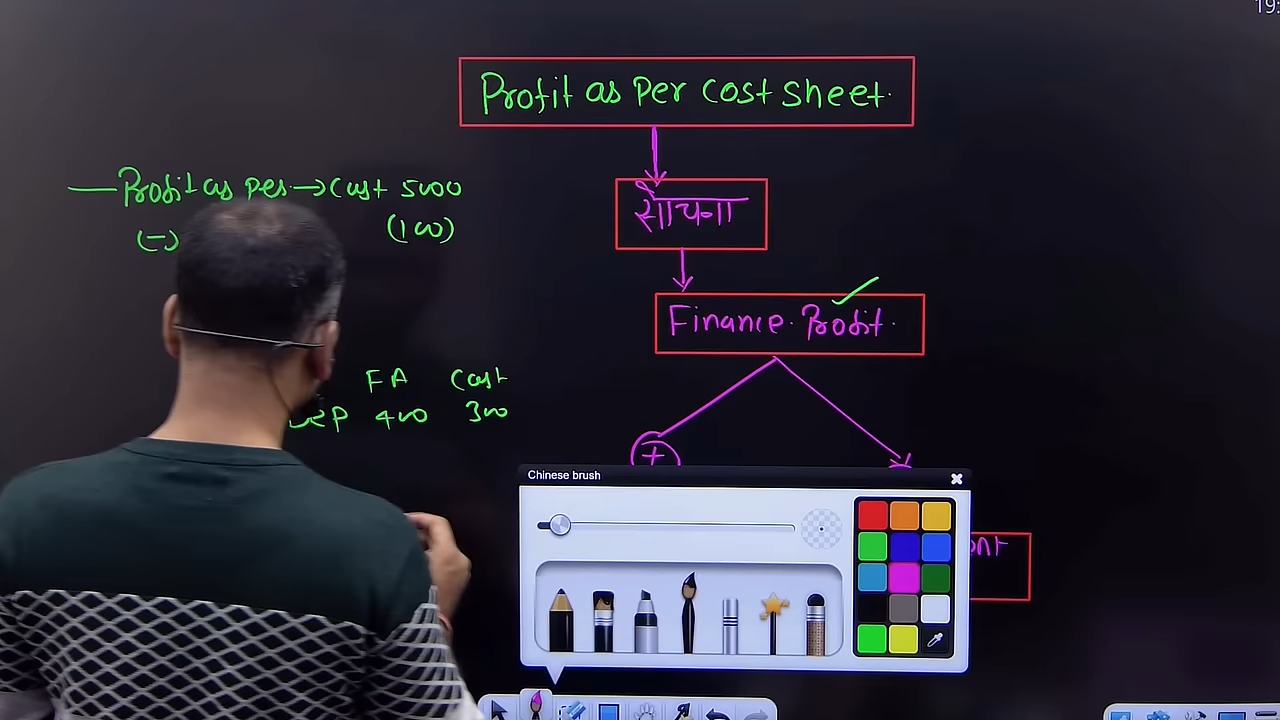 19:
Profit as Per cost sheet.
Profit as per → Cost 5000
(-) (100)
सोचना
Finance. Profit.
FA Cost
400 300
+
Chinese brush